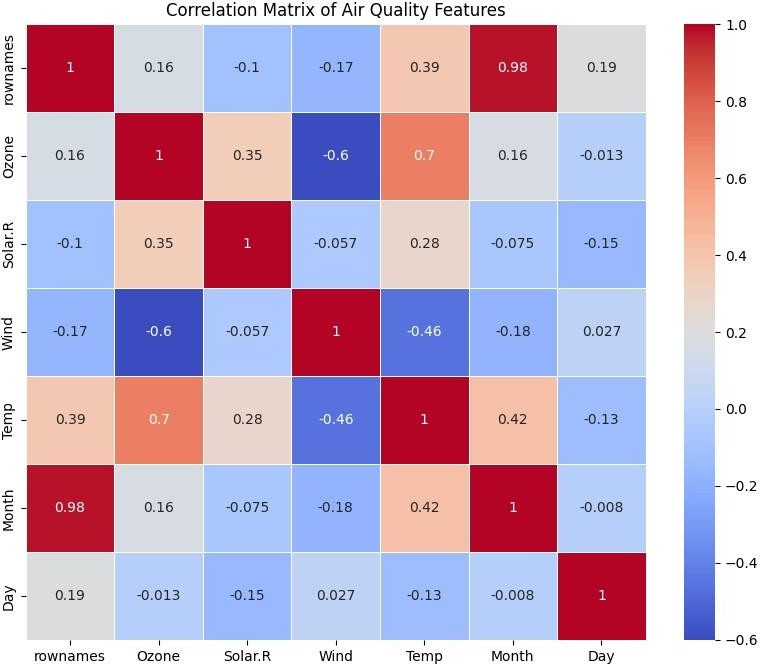 Correlation Matrix of Air Quality Features
rownames 1 0.16 -0.1 -0.17 0.39 0.98 0.19
Ozone 0.16 1 0.35 -0.6 0.7 0.16 -0.013
Solar.R -0.1 0.35 1 -0.057 0.28 -0.075 -0.15
Wind -0.17 -0.6 -0.057 1 -0.46 -0.18 0.027
Temp 0.39 0.7 0.28 -0.46 1 0.42 -0.13
Month 0.98 0.16 -0.075 -0.18 0.42 1 -0.008
Day 0.19 -0.013 -0.15 0.027 -0.13 -0.008 1
rownames Ozone Solar.R Wind Temp Month Day
1.0
0.8
0.6
0.4
0.2
0.0
−0.2
−0.4
−0.6